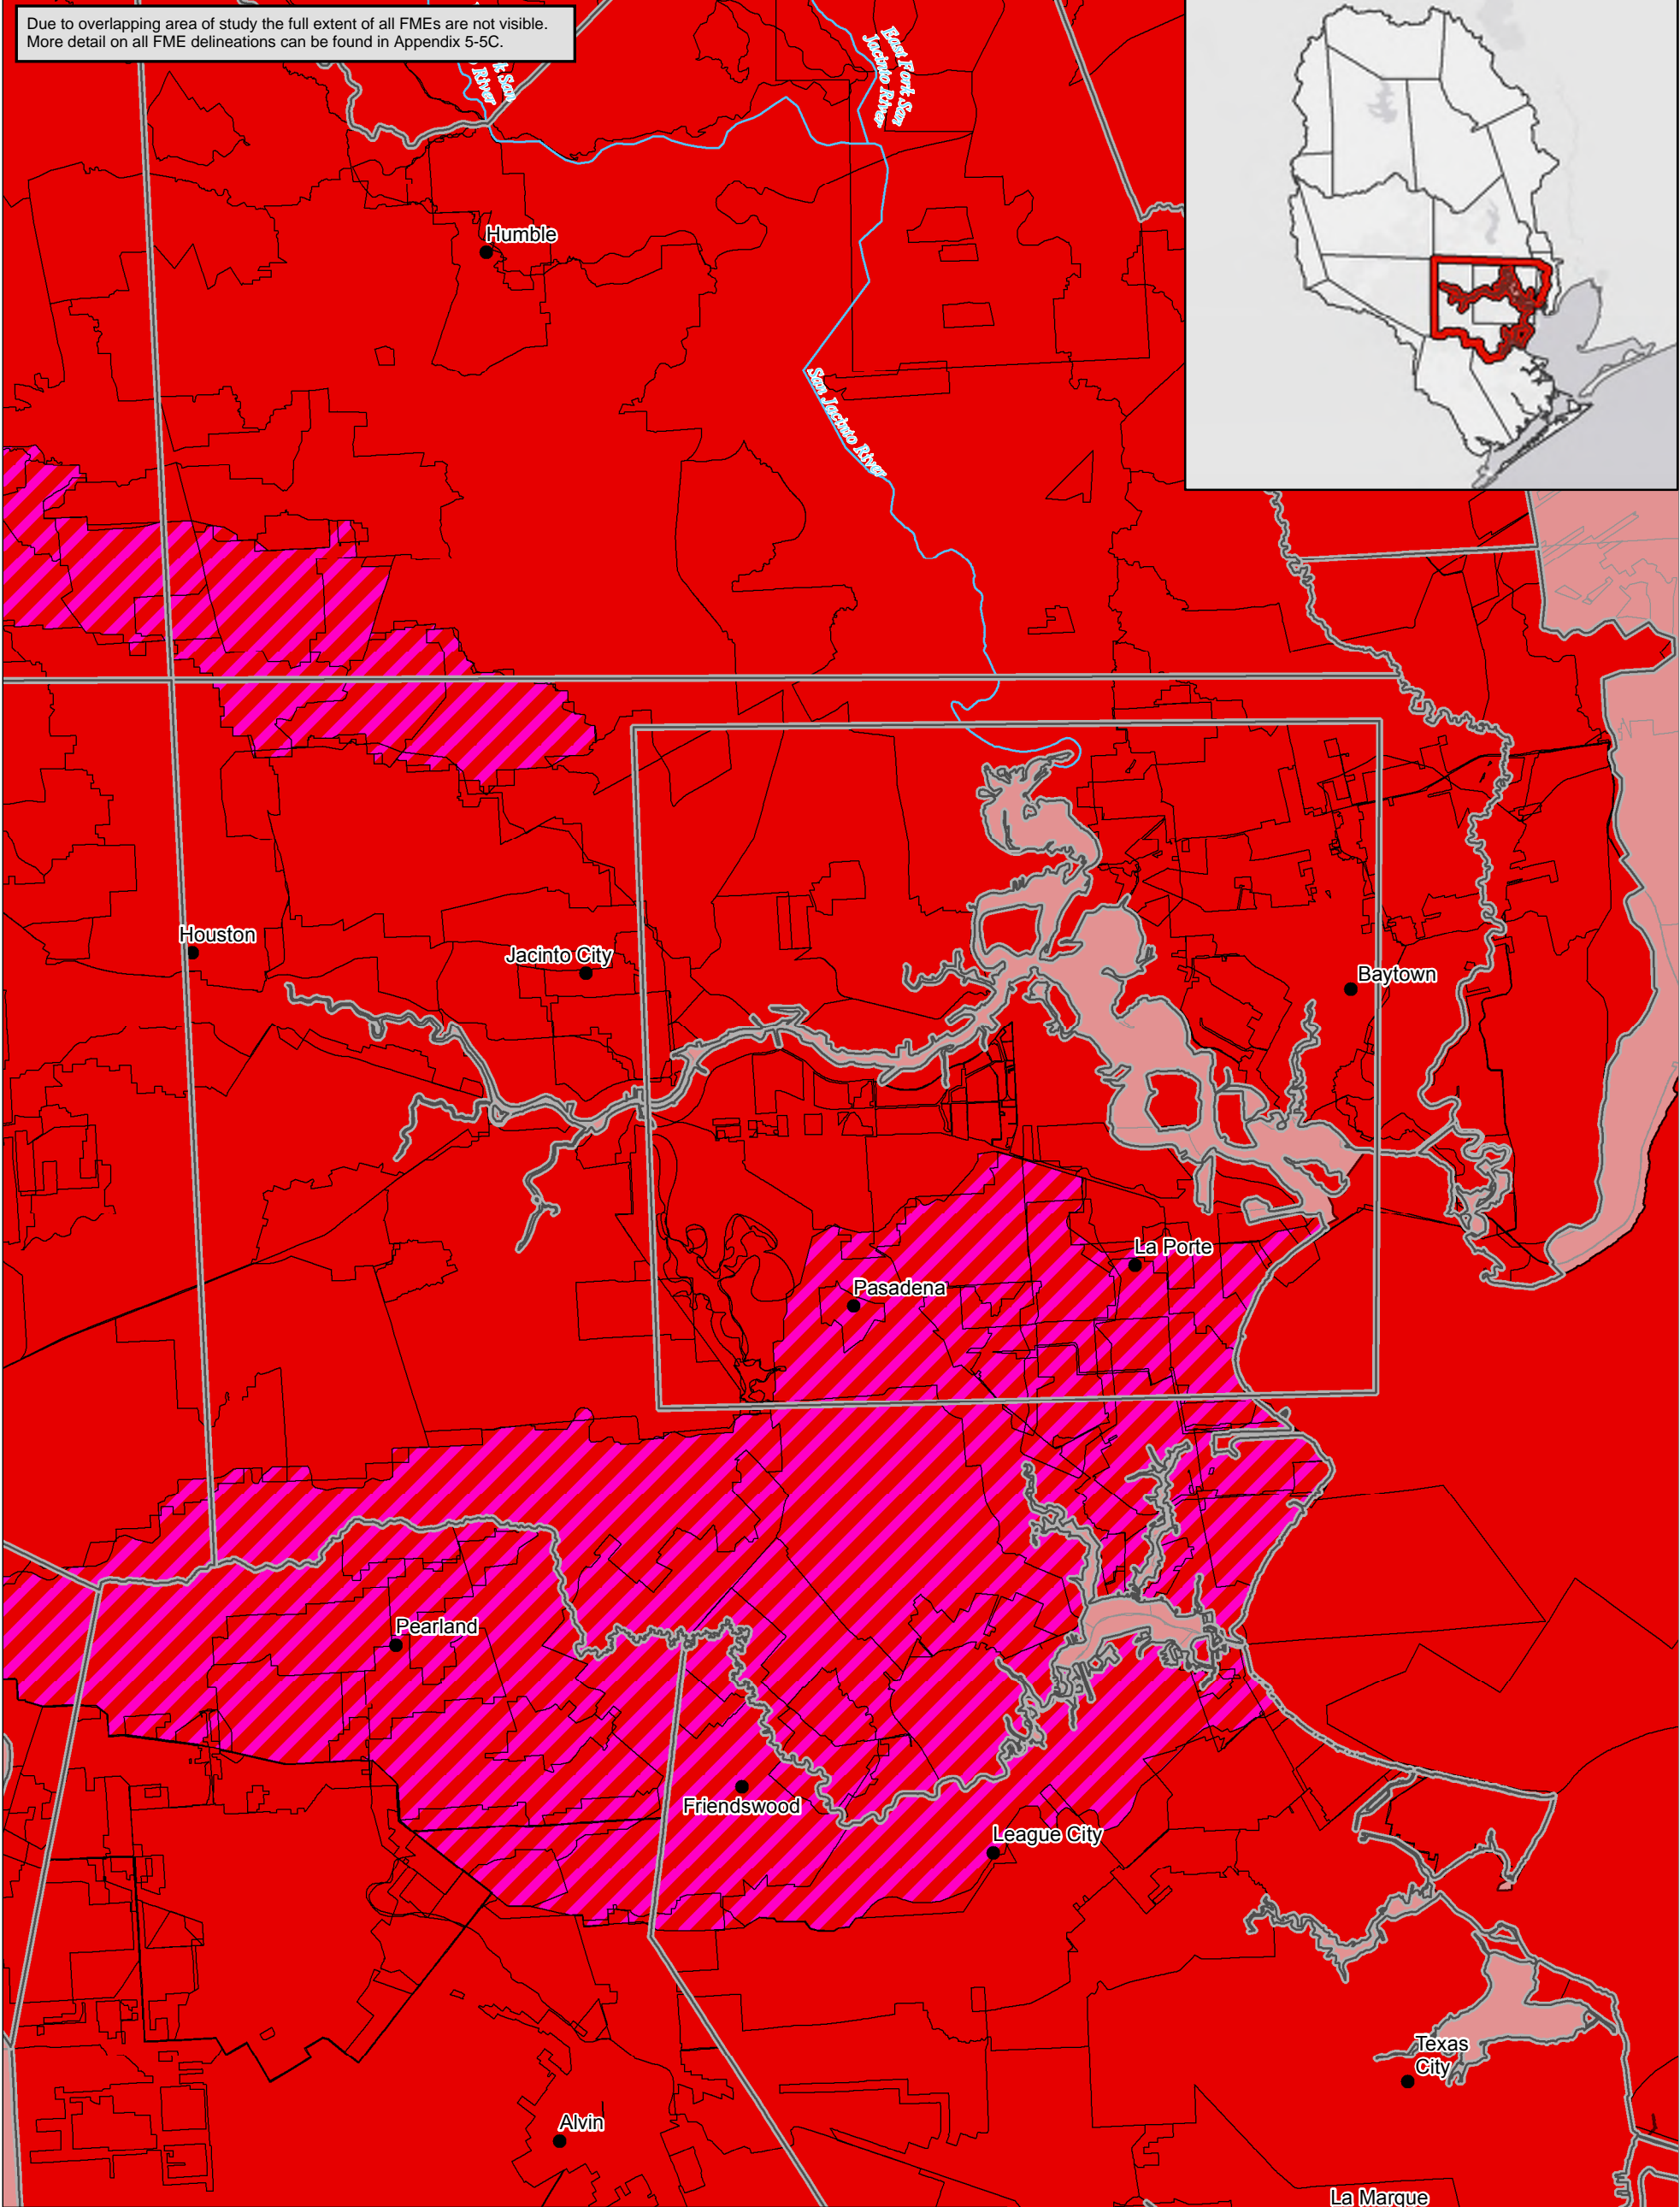 Due to overlapping area of study the full extent of all FMEs are not visible.
More detail on all FME delineations can be found in Appendix 5-5C.
k San
River
East Fork San
Jacinto River
Humble
San Jacinto River
Houston
Jacinto City
Baytown
La Porte
Pasadena
Pearland
Friendswood
League City
Texas
City
Alvin
La Marque